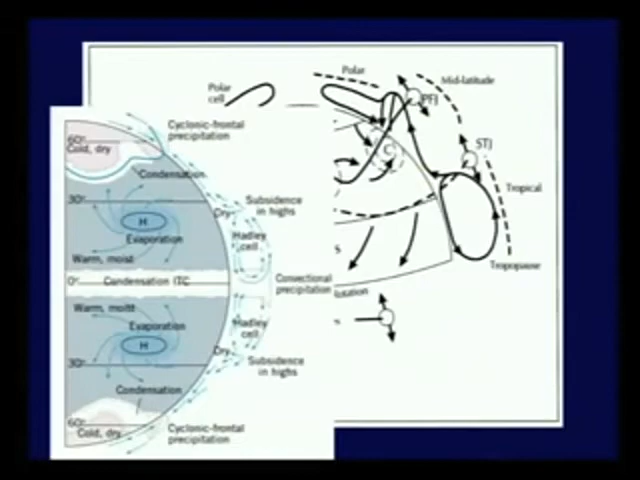 Polar
Mid-latitude
Polar
cell
PFJ
STJ
C
Tropical
Tropopause
Cyclonic-frontal
precipitation
60°
Cold, dry
Condensation
30°
Dry
Subsidence
in highs
H
Evaporation
Hadley
cell
Warm, moist
0°
Condensation ITC
Convectional
precipitation
Warm, moist
Evaporation
H
Hadley
cell
Dry
30°
Subsidence
in highs
Condensation
60°
Cold, dry
Cyclonic-frontal
precipitation